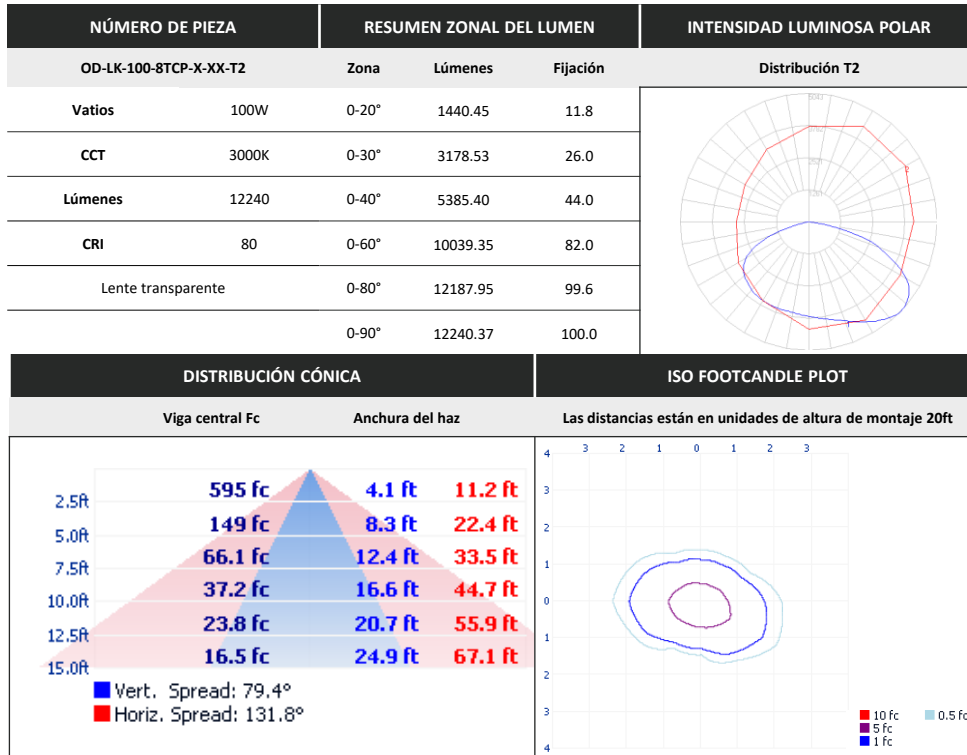 NÚMERO DE PIEZA
RESUMEN ZONAL DEL LUMEN
INTENSIDAD LUMINOSA POLAR
OD-LK-100-8TCP-X-XX-T2
Zona Lúmenes Fijación
Distribución T2
Vatios 100W 0-20° 1440.45 11.8
CCT 3000K 0-30° 3178.53 26.0
Lúmenes 12240 0-40° 5385.40 44.0
CRI 80 0-60° 10039.35 82.0
Lente transparente 0-80° 12187.95 99.6
0-90° 12240.37 100.0
DISTRIBUCIÓN CÓNICA
ISO FOOTCANDLE PLOT
Viga central Fc Anchura del haz
Las distancias están en unidades de altura de montaje 20ft
2.5ft 595 fc 4.1 ft 11.2 ft
5.0ft 149 fc 8.3 ft 22.4 ft
7.5ft 66.1 fc 12.4 ft 33.5 ft
10.0ft 37.2 fc 16.6 ft 44.7 ft
12.5ft 23.8 fc 20.7 ft 55.9 ft
15.0ft 16.5 fc 24.9 ft 67.1 ft
Vert. Spread: 79.4°
Horiz. Spread: 131.8°
3 2 1 0 1 2 3
4
3
2
1
0
1
2
3
4
10 fc 0.5 fc
5 fc
1 fc